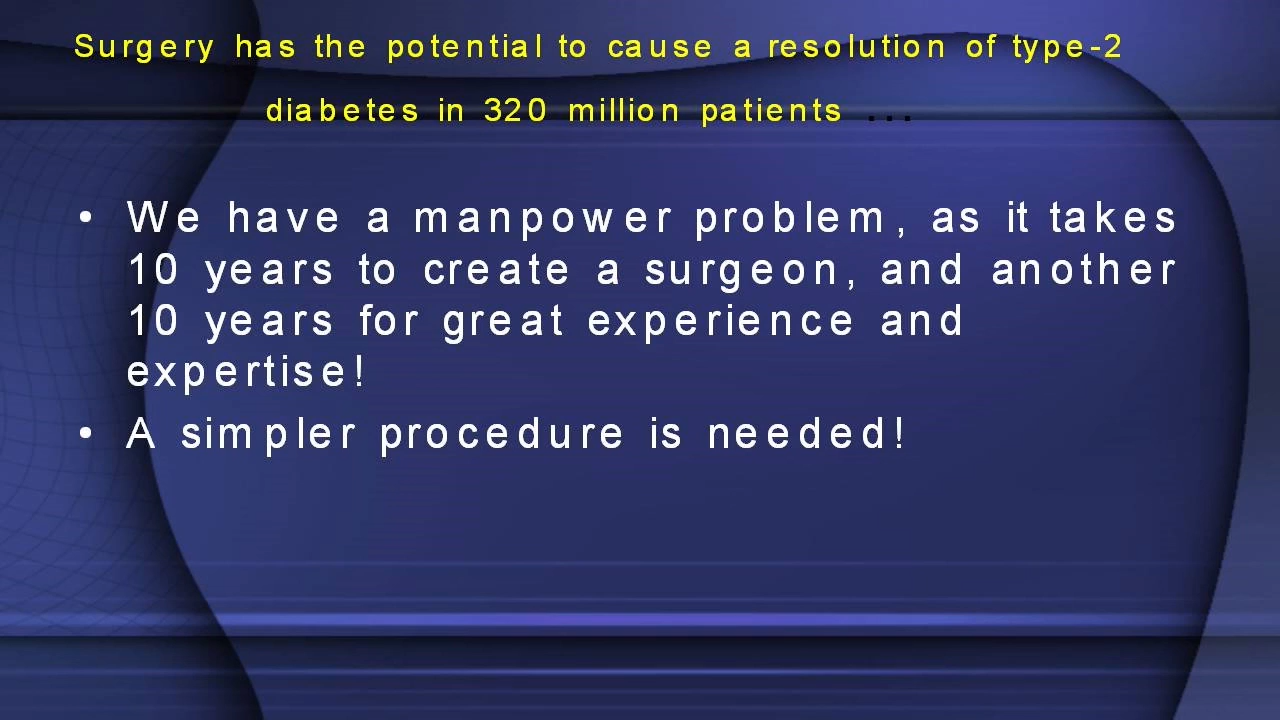 Surgery has the potential to cause a resolution of type-2
diabetes in 320 million patients ...
• We have a manpower problem, as it takes
10 years to create a surgeon, and another
10 years for great experience and
expertise!
• A simpler procedure is needed!